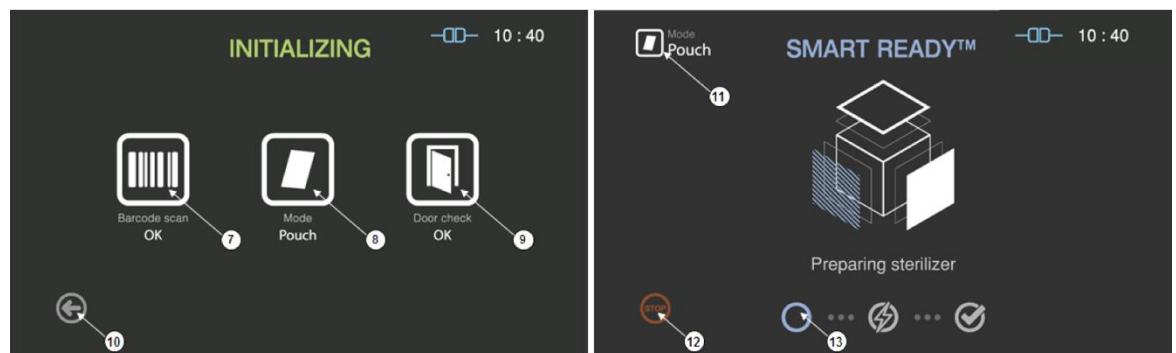 INITIALIZING
10 : 40
Barcode scan
OK
7
Mode
Pouch
8
Door check
OK
9
10
Mode
Pouch
11
SMART READY™
10 : 40
Preparing sterilizer
STOP
12
13